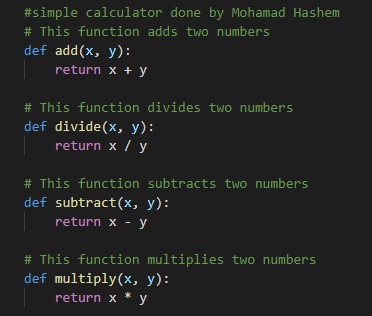 #simple calculator done by Mohamad Hashem
# This function adds two numbers
def add(x, y):
    return x + y
# This function divides two numbers
def divide(x, y):
    return x / y
# This function subtracts two numbers
def subtract(x, y):
    return x - y
# This function multiplies two numbers
def multiply(x, y):
    return x * y